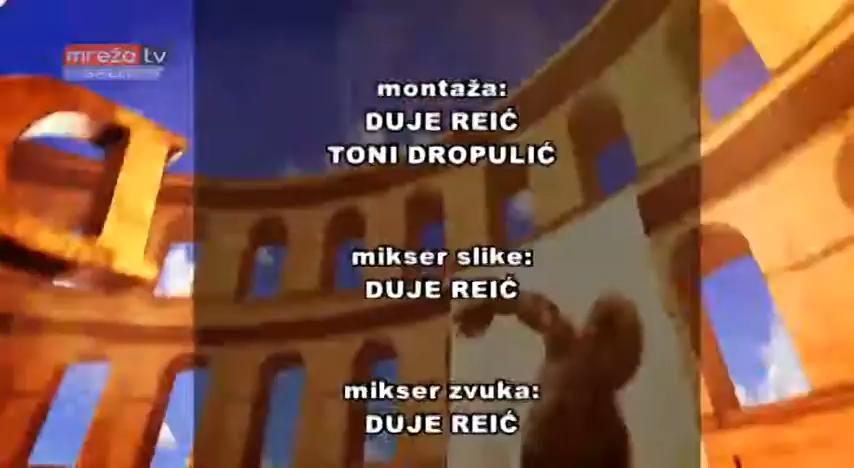 mreža tv
montaža:
DUJE REIĆ
TONI DROPULIĆ
mikser slike:
DUJE REIĆ
mikser zvuka:
DUJE REIĆ